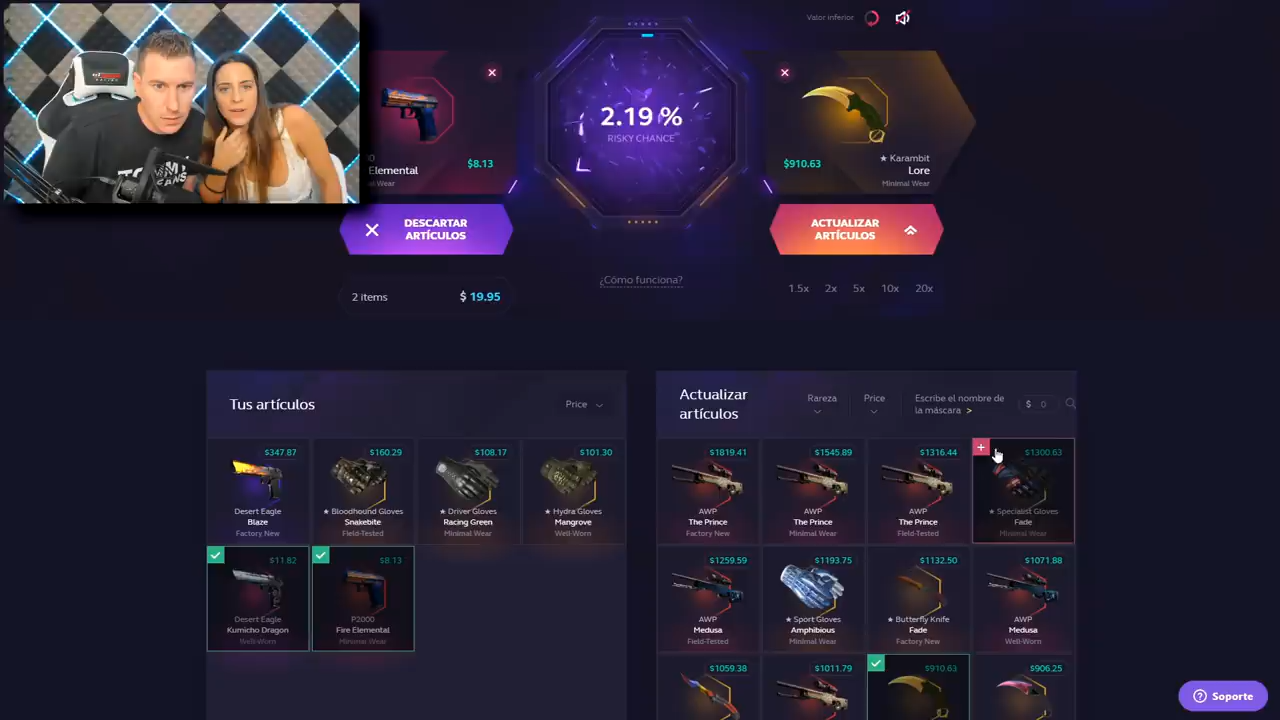 Valor inferior
2.19 %
RISKY CHANCE
$8.13
Elemental
$910.63
★ Karambit
Lore
Minimal Wear
DESCARTAR
ARTÍCULOS
ACTUALIZAR
ARTÍCULOS
¿Cómo funciona?
1.5x 2x 5x 10x 20x
2 items $ 19.95
Tus artículos
Price
Actualizar
artículos
Rareza
Price
Escribe el nombre de
la máscara >
$ 0
$347.87
Desert Eagle
Blaze
Factory New
$160.29
★ Bloodhound Gloves
Snakebite
Field-Tested
$108.17
★ Driver Gloves
Racing Green
Minimal Wear
$101.30
★ Hydra Gloves
Mangrove
Well-Worn
$11.82
Desert Eagle
Kumicho Dragon
Well-Worn
$8.13
P2000
Fire Elemental
Minimal Wear
$1819.41
AWP
The Prince
Factory New
$1545.89
AWP
The Prince
Minimal Wear
$1316.44
AWP
The Prince
Field-Tested
$1300.63
★ Specialist Gloves
Fade
Minimal Wear
$1259.59
AWP
Medusa
Field-Tested
$1193.75
★ Sport Gloves
Amphibious
Minimal Wear
$1132.50
★ Butterfly Knife
Fade
Factory New
$1071.88
AWP
Medusa
Well-Worn
$1059.38
$1011.79
$910.63
$906.25
Soporte